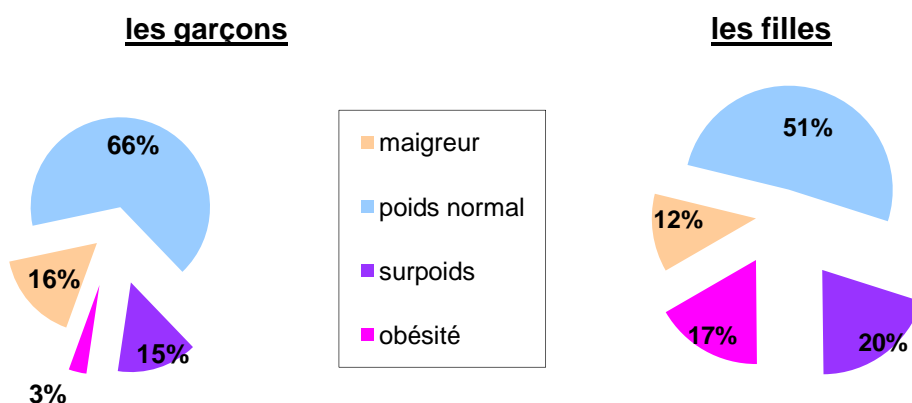 les garçons
les filles
66%
16%
3%
15%
maigreur
poids normal
surpoids
obésité
51%
12%
17%
20%